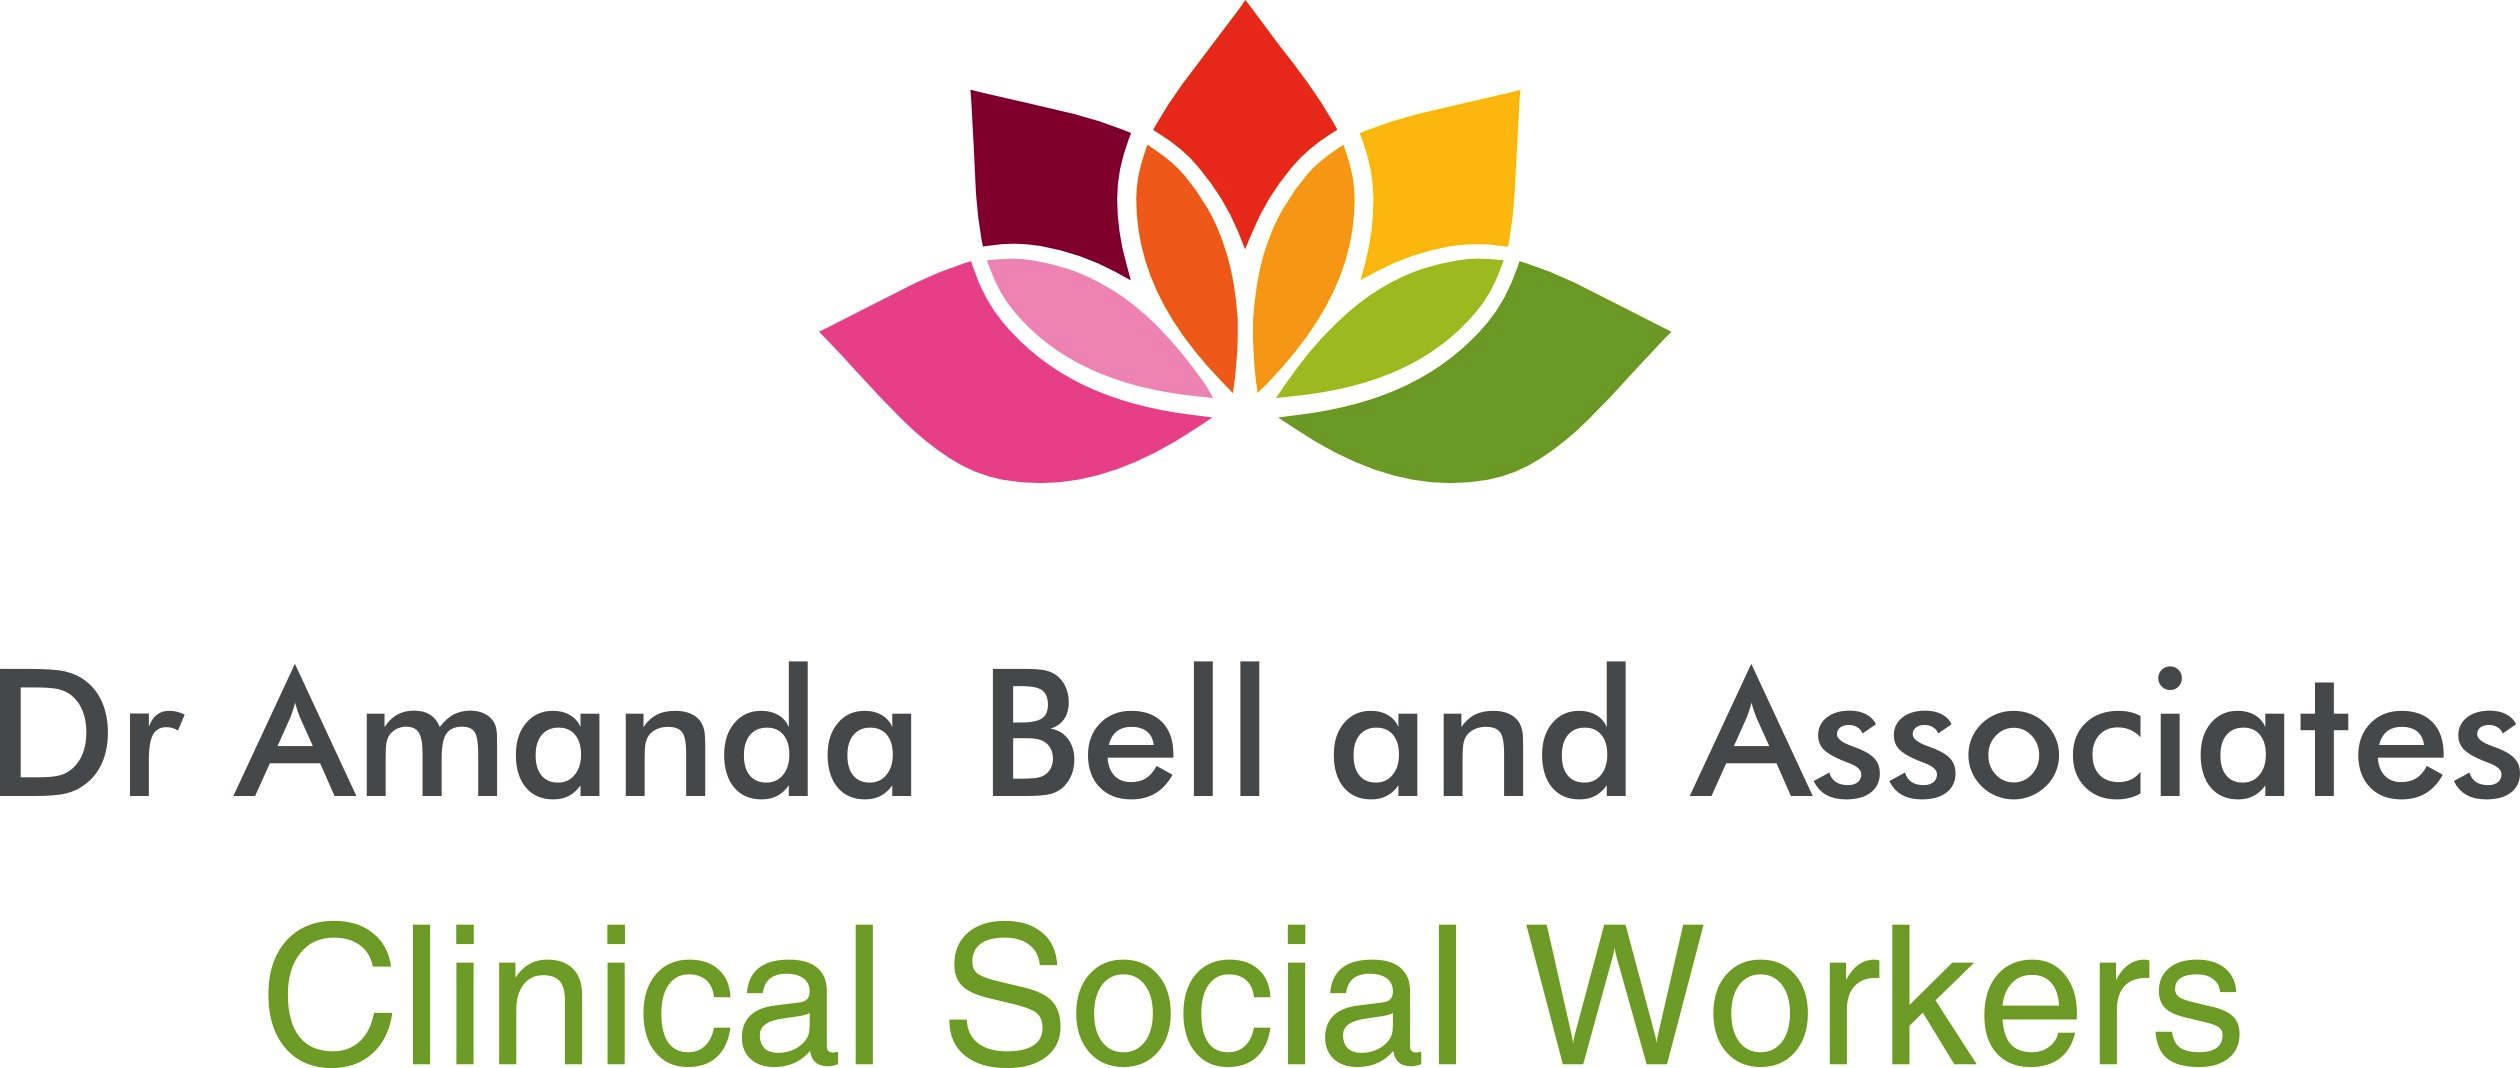 Dr Amanda Bell and Associates
Clinical Social Workers